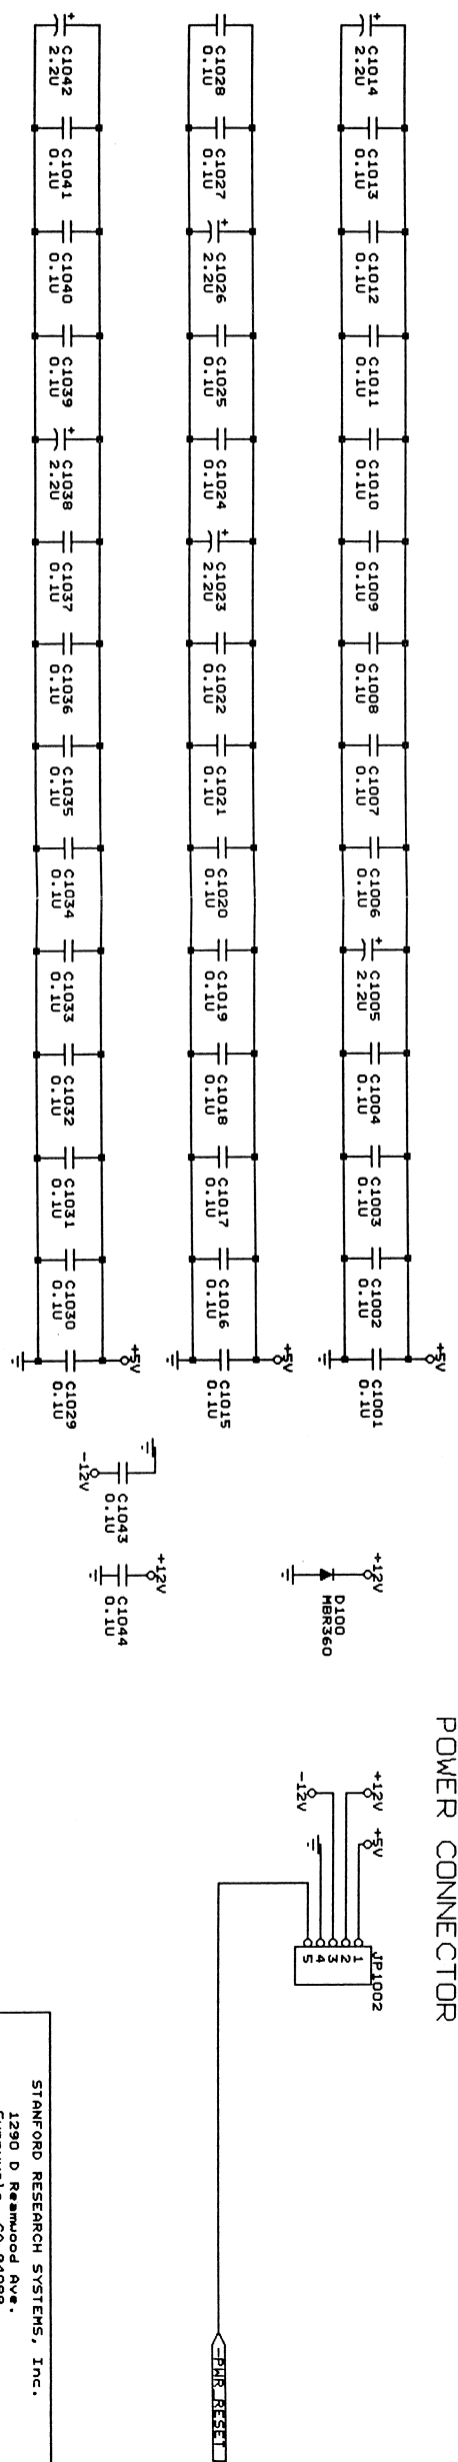 POWER CONNECTOR
C1014
2.2U
C1013
0.1U
C1012
0.1U
C1011
0.1U
C1010
0.1U
C1009
0.1U
C1008
0.1U
C1007
0.1U
C1006
0.1U
C1005
2.2U
C1004
0.1U
C1003
0.1U
C1002
0.1U
+5V
C1001
0.1U
C1028
0.1U
C1027
0.1U
C1026
2.2U
C1025
0.1U
C1024
0.1U
C1023
2.2U
C1022
0.1U
C1021
0.1U
C1020
0.1U
C1019
0.1U
C1018
0.1U
C1017
0.1U
C1016
0.1U
+5V
C1015
0.1U
C1042
2.2U
C1041
0.1U
C1040
0.1U
C1039
0.1U
C1038
2.2U
C1037
0.1U
C1036
0.1U
C1035
0.1U
C1034
0.1U
C1033
0.1U
C1032
0.1U
C1031
0.1U
C1030
0.1U
+5V
C1029
0.1U
-12V
C1043
0.1U
+12V
C1044
0.1U
+12V
D100
MBR360
+12V
-12V
+5V
JP1002
1
2
3
4
5
-PWR RESET
STANFORD RESEARCH SYSTEMS, Inc.
1290 D Reamwood Ave.